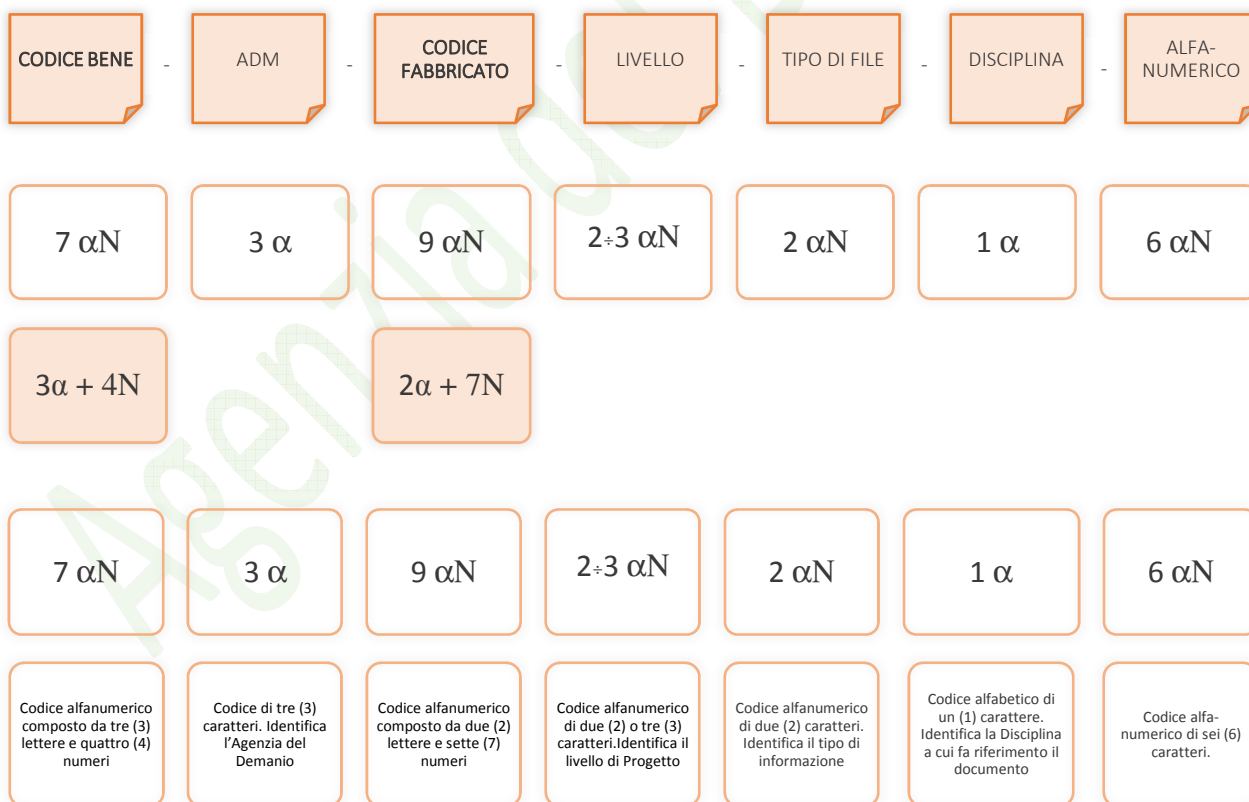 CODICE BENE - ADM - CODICE FABBRICATO - LIVELLO - TIPO DI FILE - DISCIPLINA - ALFA-NUMERICO
7 αN
3 α
9 αN
2÷3 αN
2 αN
1 α
6 αN
3α + 4N
2α + 7N
7 αN
3 α
9 αN
2÷3 αN
2 αN
1 α
6 αN
Codice alfanumerico
composto da tre (3)
lettere e quattro (4)
numeri
Codice di tre (3)
caratteri. Identifica
l’Agenzia del
Demanio
Codice alfanumerico
composto da due (2)
lettere e sette (7)
numeri
Codice alfanumerico
di due (2) o tre (3)
caratteri.Identifica il
livello di Progetto
Codice alfanumerico
di due (2) caratteri.
Identifica il tipo di
informazione
Codice alfabetico di
un (1) carattere.
Identifica la Disciplina
a cui fa riferimento il
documento
Codice alfa-
numerico di sei (6)
caratteri.
Agenzia